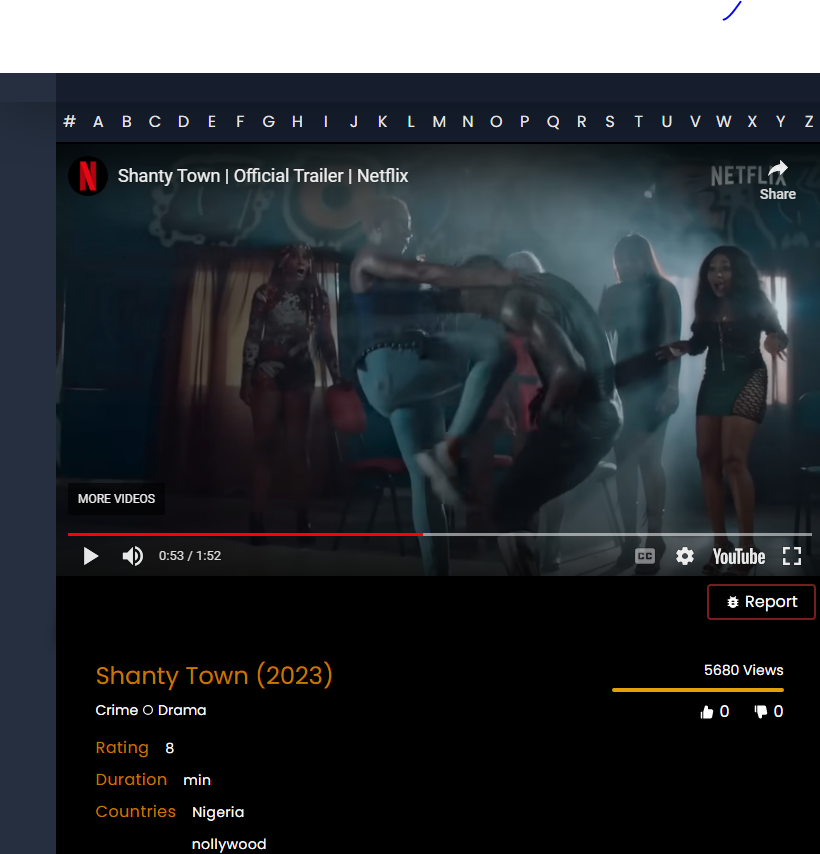 # A B C D E F G H I J K L M N O P Q R S T U V W X Y Z
N Shanty Town | Official Trailer | Netflix
NETFLIX
Share
MORE VIDEOS
0:53 / 1:52
CC
YouTube
Report
Shanty Town (2023)
5680 Views
Crime O Drama
0 0
Rating 8
Duration min
Countries Nigeria
nollywood